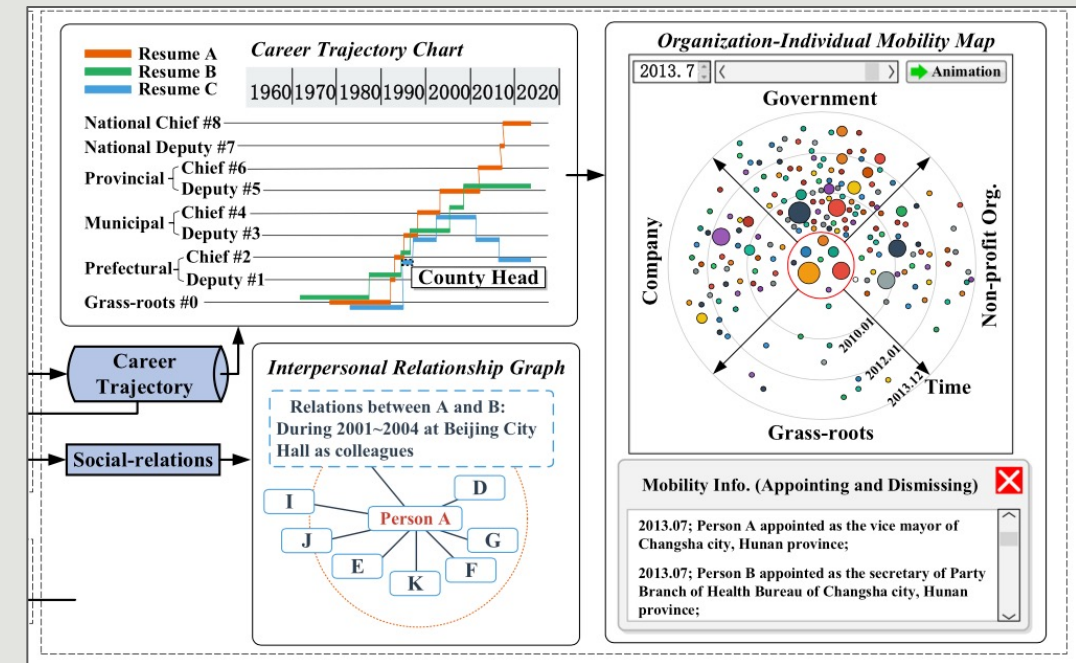 Career Trajectory Chart
Resume A
Resume B
Resume C
1960 1970 1980 1990 2000 2010 2020
National Chief #8
National Deputy #7
Provincial
Chief #6
Deputy #5
Municipal
Chief #4
Deputy #3
Prefectural
Chief #2
Deputy #1
Grass-roots #0
County Head
Career
Trajectory
Social-relations
Interpersonal Relationship Graph
Relations between A and B:
During 2001~2004 at Beijing City
Hall as colleagues
I
D
Person A
J
G
E
F
K
Organization-Individual Mobility Map
2013.7
Animation
Government
Company
Non-profit Org.
2010.01
2012.01
2013.12
Time
Grass-roots
Mobility Info. (Appointing and Dismissing)
2013.07; Person A appointed as the vice mayor of
Changsha city, Hunan province;
2013.07; Person B appointed as the secretary of Party
Branch of Health Bureau of Changsha city, Hunan
province;